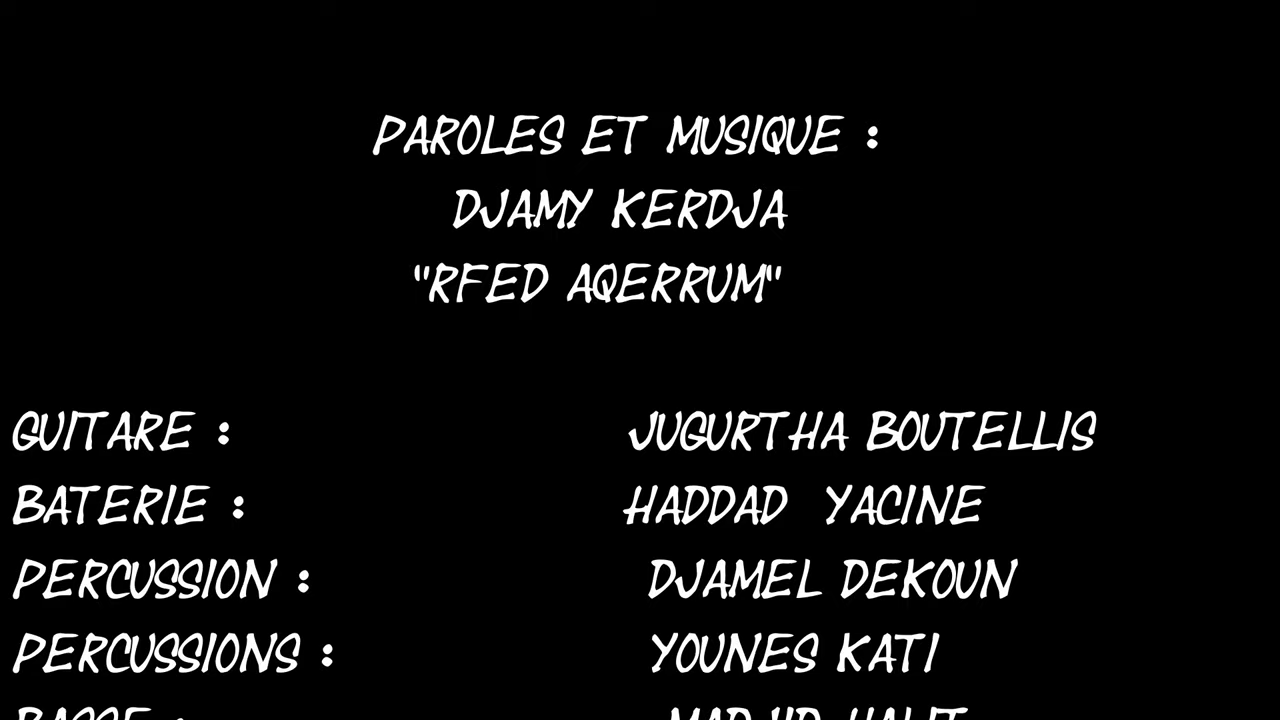 PAROLES ET MUSIQUE :
DJAMY KERDJA
"RFED AQERRUM"
GUITARE : JUGURTHA BOUTELLIS
BATERIE : HADDAD YACINE
PERCUSSION : DJAMEL DEKOUN
PERCUSSIONS : YOUNES KATI
BASSE :